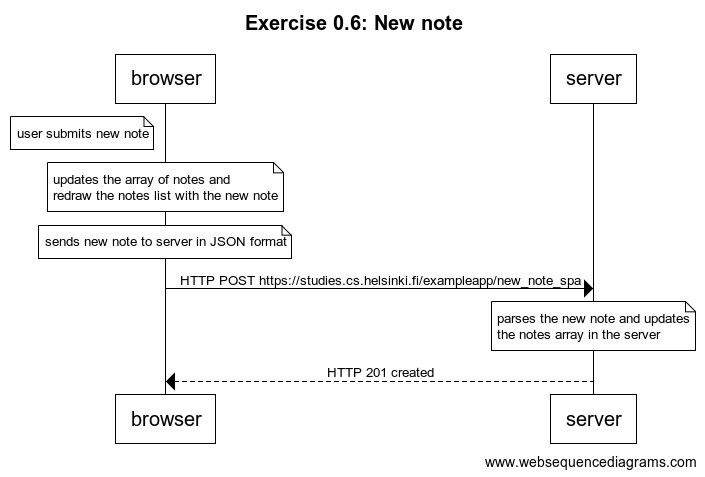 Exercise 0.6: New note
browser
server
user submits new note
updates the array of notes and
redraw the notes list with the new note
sends new note to server in JSON format
HTTP POST https://studies.cs.helsinki.fi/exampleapp/new_note_spa
parses the new note and updates
the notes array in the server
HTTP 201 created
browser
server
www.websequencediagrams.com